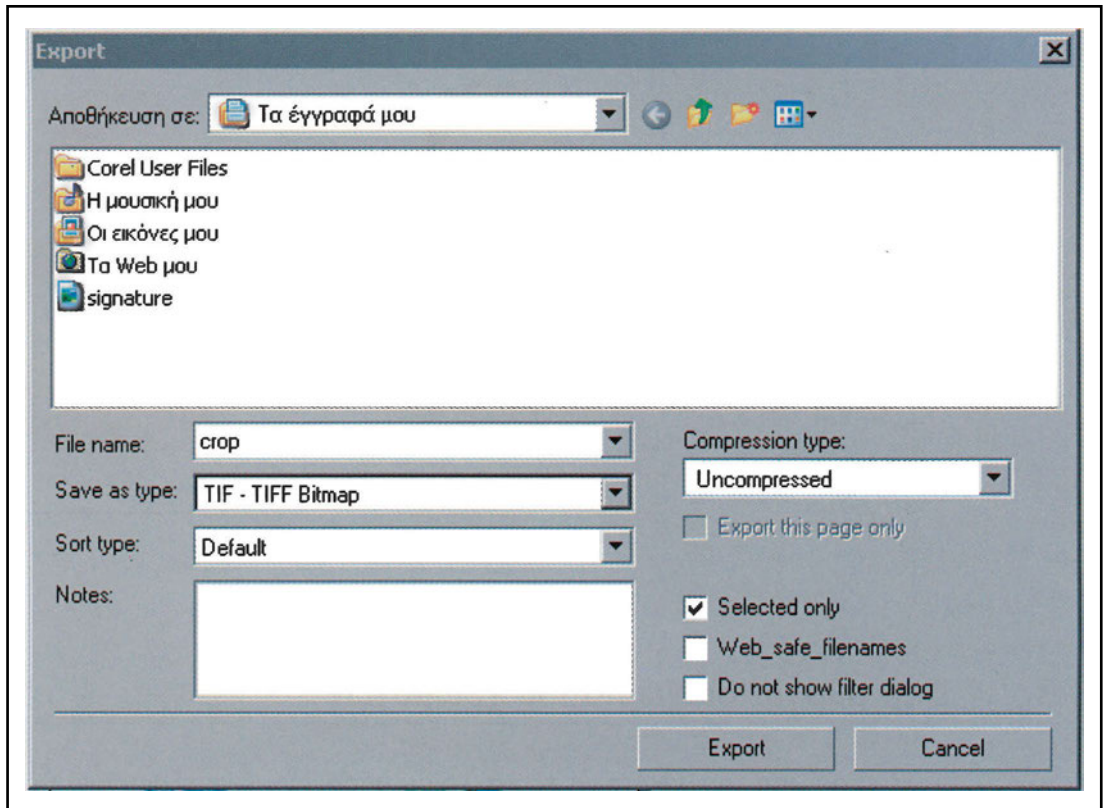 Export
Αποθήκευση σε: Τα έγγραφά μου
Corel User Files
Η μουσική μου
Οι εικόνες μου
Τα Web μου
signature
File name: crop
Save as type: TIF - TIFF Bitmap
Sort type: Default
Notes:
Compression type:
Uncompressed
Export this page only
Selected only
Web_safe_filenames
Do not show filter dialog
Export Cancel